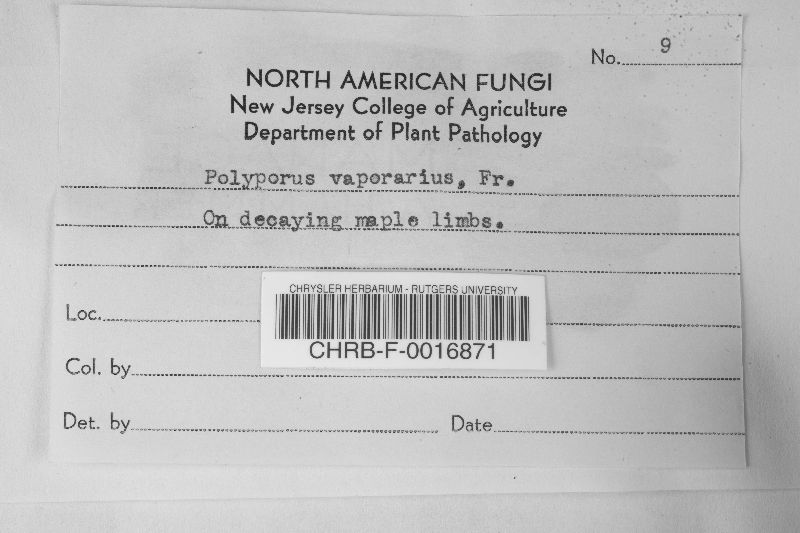 No. 9
NORTH AMERICAN FUNGI
New Jersey College of Agriculture
Department of Plant Pathology
Polyporus vaporarius, Fr.
On decaying maple limbs.
CHRYSLER HERBARIUM - RUTGERS UNIVERSITY
CHRB-F-0016871
Loc.
Col. by
Det. by
Date